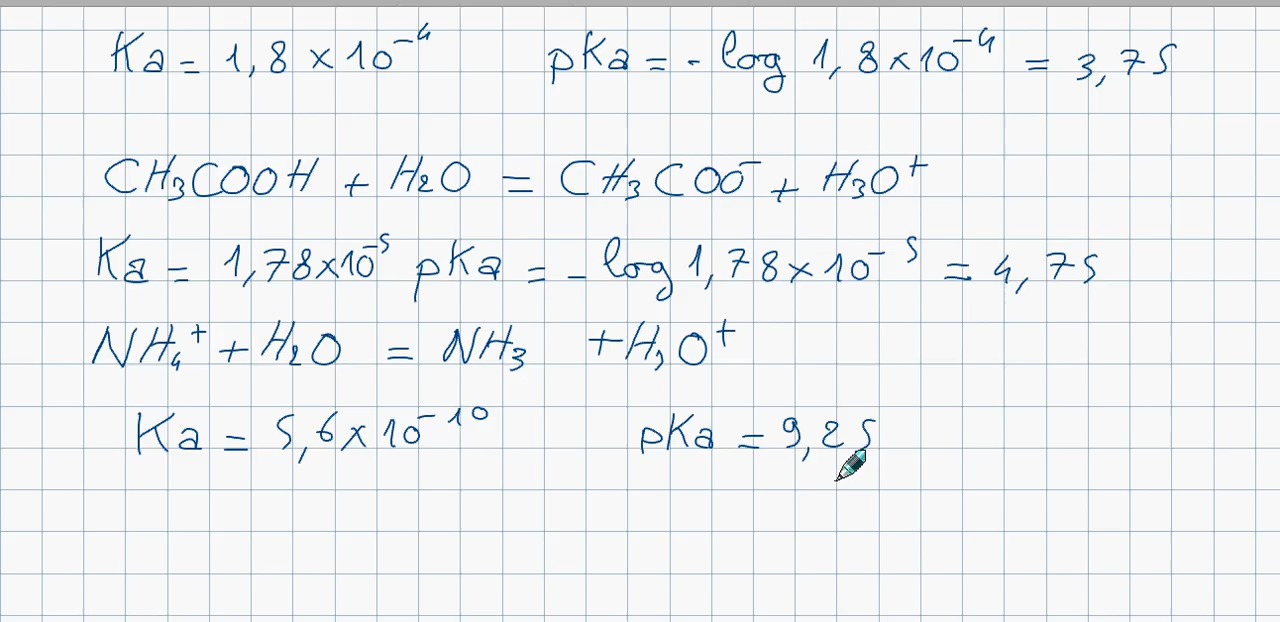 Ka = 1,8 × 10⁻⁴ pKa = - log 1,8 × 10⁻⁴ = 3,75
CH₃COOH + H₂O = CH₃COO⁻ + H₃O⁺
Ka = 1,78 × 10⁻⁵ pKa = - log 1,78 × 10⁻⁵ = 4,75
NH₄⁺ + H₂O = NH₃ + H₃O⁺
Ka = 5,6 × 10⁻¹⁰ pKa = 9,25